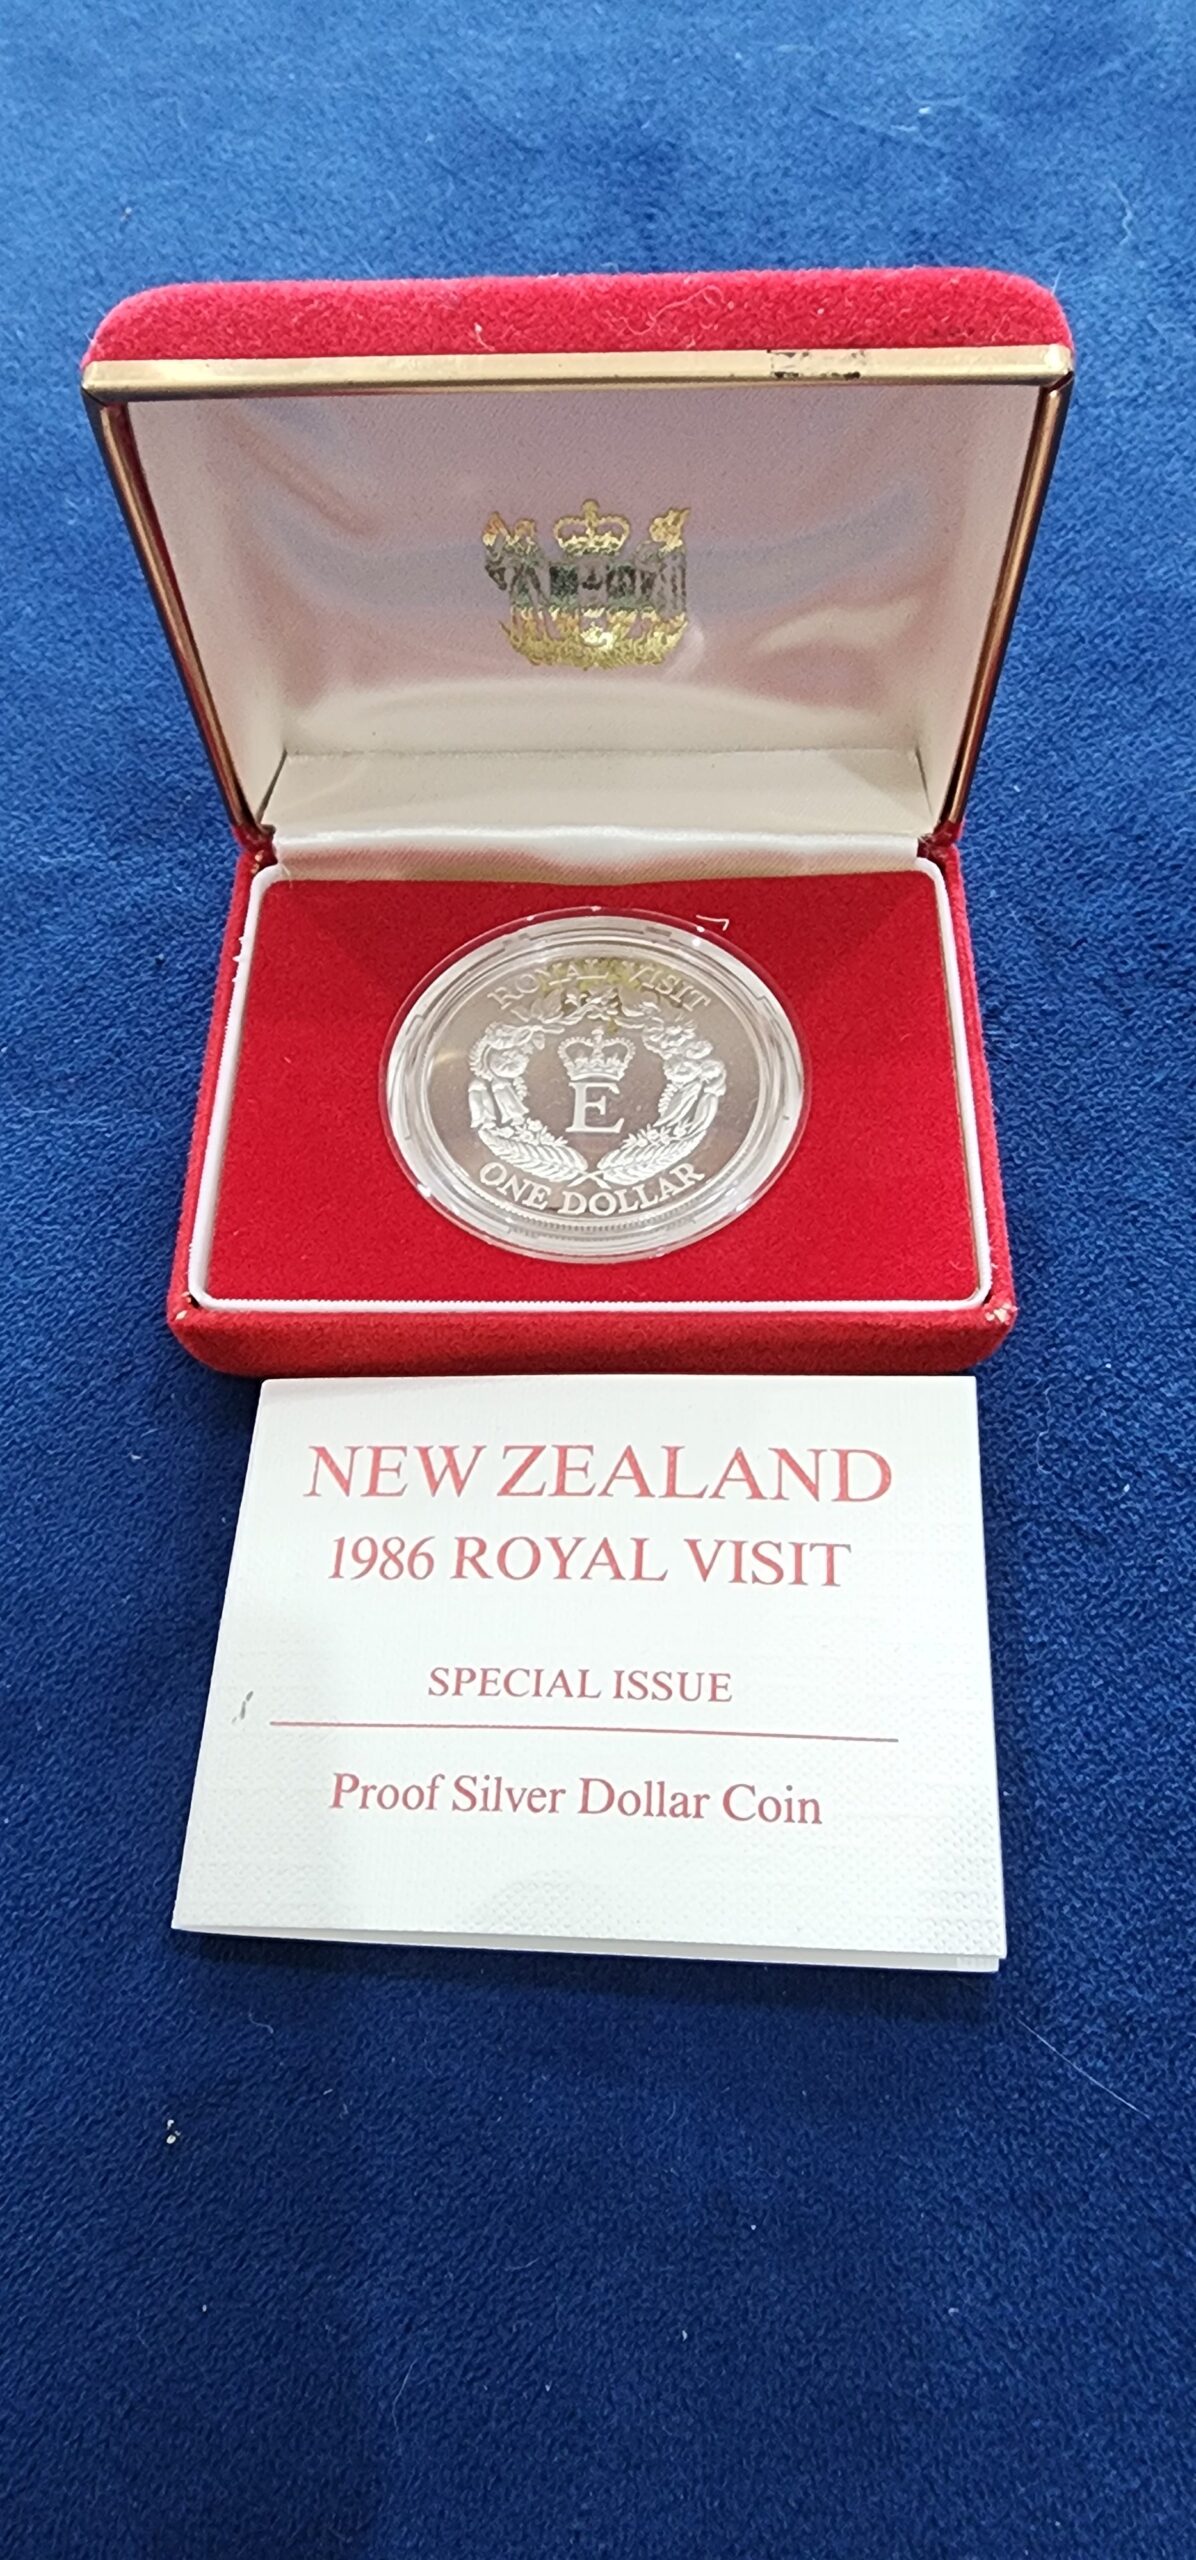 ROYAL VISIT
E
ONE DOLLAR
NEW ZEALAND
1986 ROYAL VISIT
SPECIAL ISSUE
Proof Silver Dollar Coin